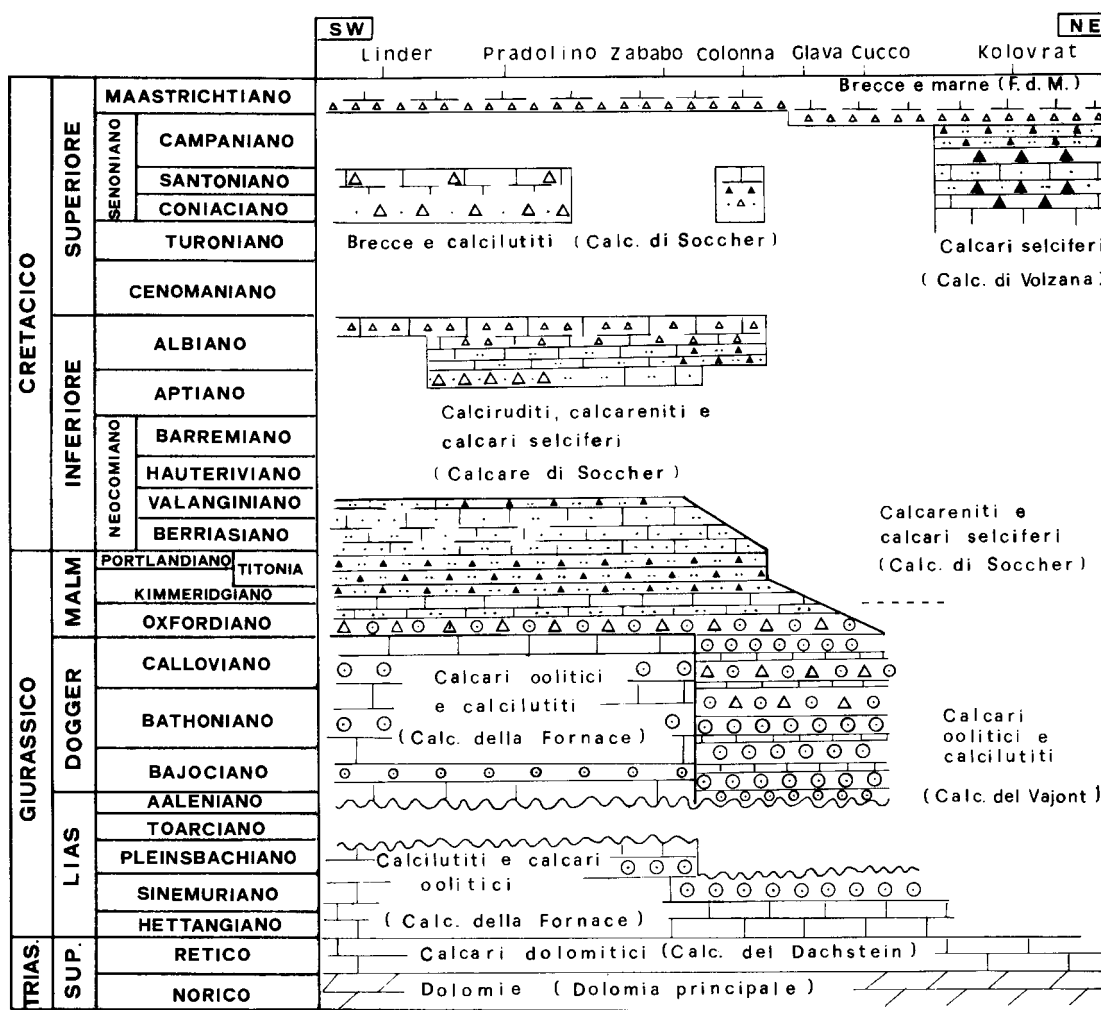 SW
NE
Linder Pradolino Zababo Colonna Glava Cucco Kolovrat
CRETACICO
SUPERIORE
MAASTRICHTIANO
SENONIANO
CAMPANIANO
SANTONIANO
CONIACIANO
TURONIANO
CENOMANIANO
INFERIORE
ALBIANO
APTIANO
NEOCOMIANO
BARREMIANO
HAUTERIVIANO
VALANGINIANO
BERRIASIANO
GIURASSICO
MALM
PORTLANDIANO
TITONIA
KIMMERIDGIANO
OXFORDIANO
DOGGER
CALLOVIANO
BATHONIANO
BAJOCIANO
LIAS
AALENIANO
TOARCIANO
PLEINSBACHIANO
SINEMURIANO
HETTANGIANO
TRIAS.
SUP.
RETICO
NORICO
Brecce e marne (F. d. M.)
Brecce e calcilutiti (Calc. di Soccher)
Calcari selciferi
(Calc. di Volzana)
Calciruditi, calcareniti e
calcari selciferi
(Calcare di Soccher)
Calcareniti e
calcari selciferi
(Calc. di Soccher)
Calcari oolitici
e calcilutiti
(Calc. della Fornace)
Calcari
oolitici e
calcilutiti
(Calc. del Vajont)
Calcilutiti e calcari
oolitici
(Calc. della Fornace)
Calcari dolomitici (Calc. del Dachstein)
Dolomie (Dolomia principale)